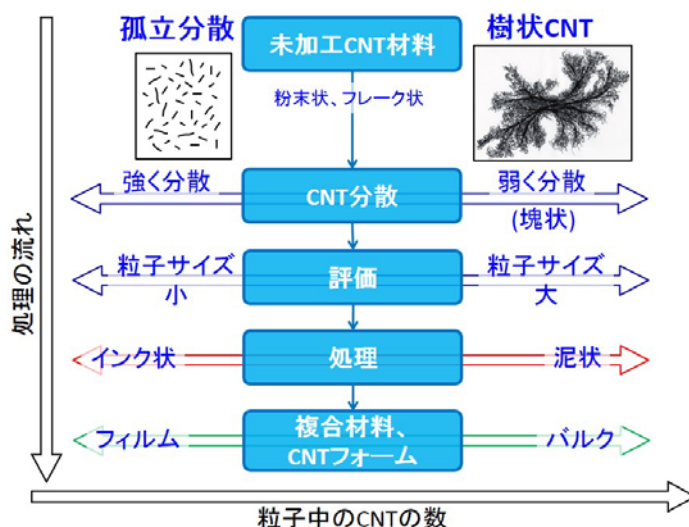 孤立分散
未加工CNT材料
樹状CNT
粉末状、フレーク状
強く分散
CNT分散
弱く分散
(塊状)
粒子サイズ
小
評価
粒子サイズ
大
インク状
処理
泥状
フィルム
複合材料、
CNTフォーム
バルク
処理の流れ
粒子中のCNTの数